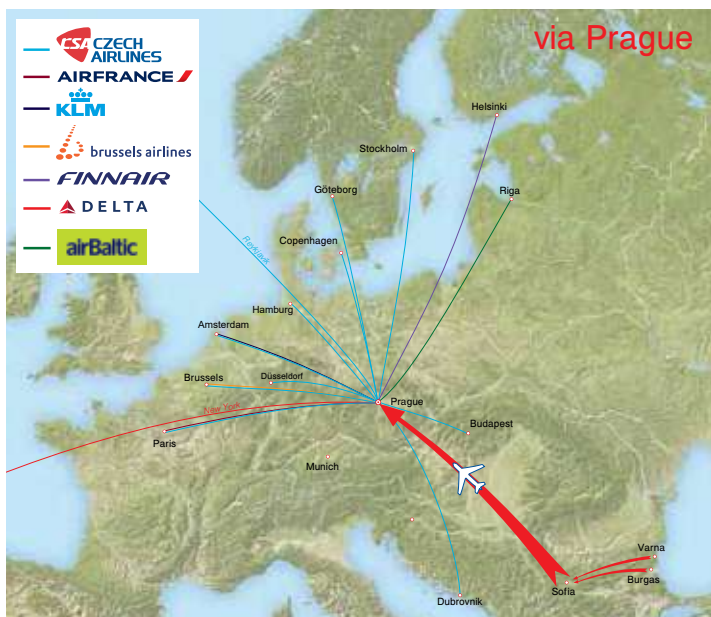 via Prague
CSA CZECH
AIRLINES
AIRFRANCE
KLM
brussels airlines
FINNAIR
DELTA
airBaltic
Helsinki
Stockholm
Göteborg
Riga
Reykjavik
Copenhagen
Hamburg
Amsterdam
Brussels
Düsseldorf
New York
Prague
Paris
Budapest
Munich
Varna
Burgas
Sofia
Dubrovnik